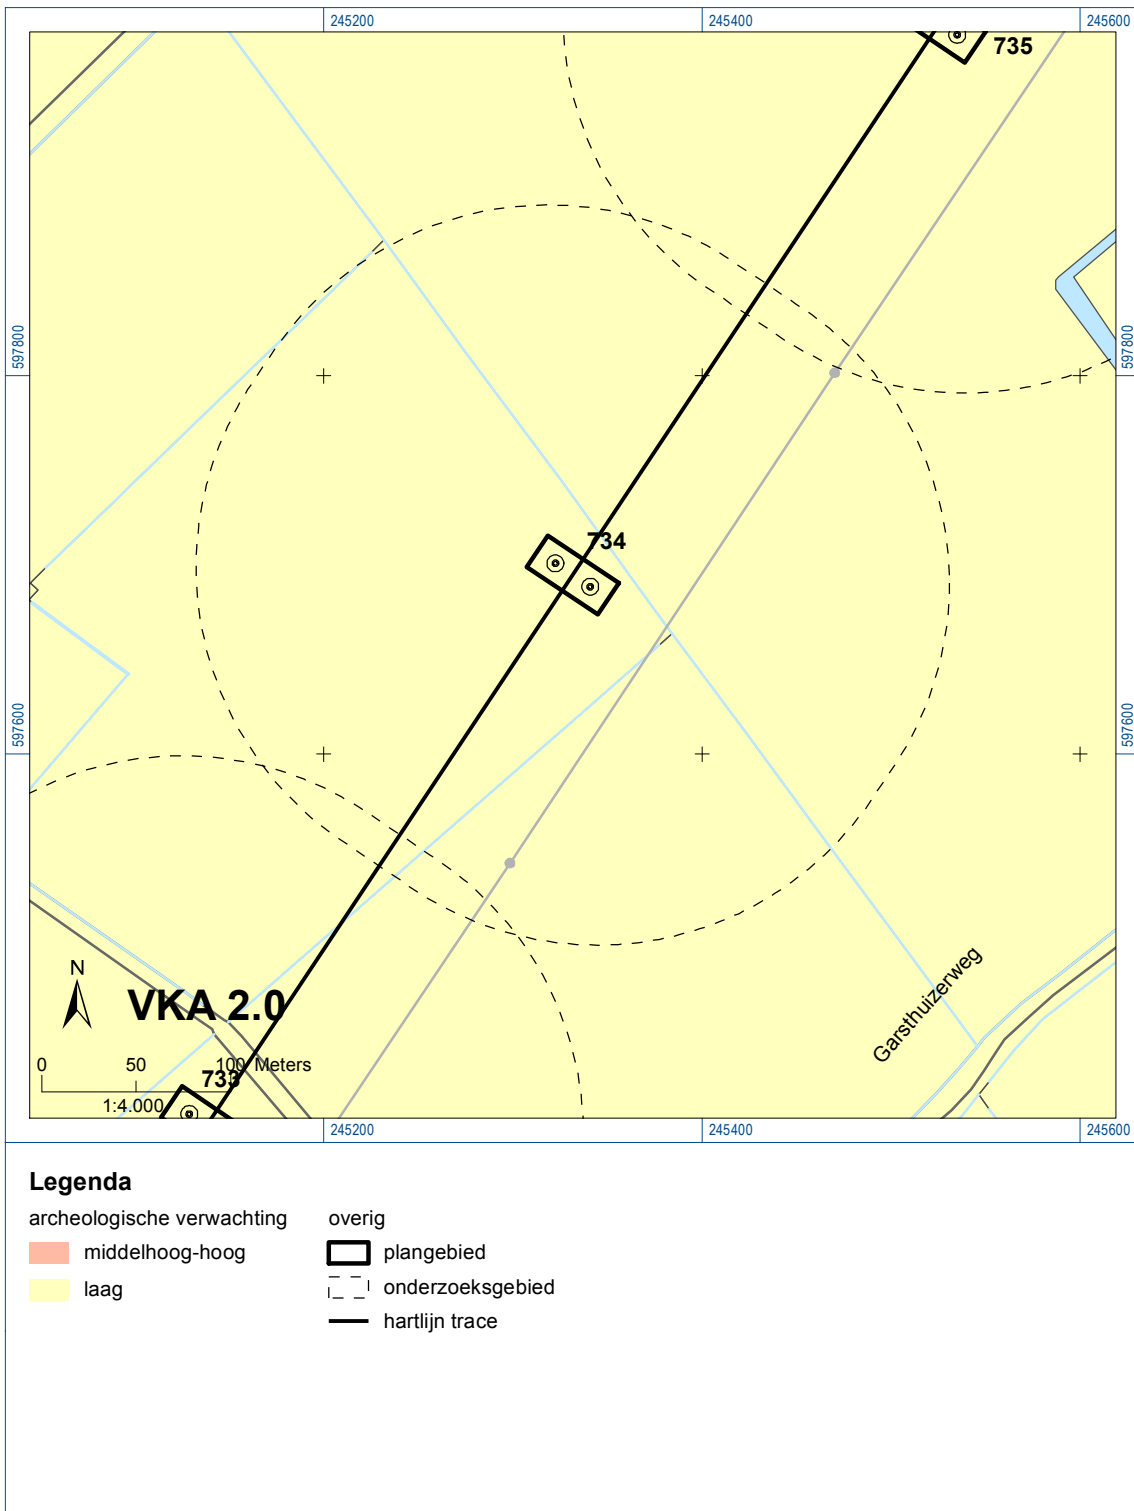 245200
245400
245600
735
597800
597800
734
597600
597600
Garsthuizerweg
N
VKA 2.0
0 50 100 Meters
733
1:4.000
245200
245400
245600
Legenda
archeologische verwachting
middelhoog-hoog
laag
overig
plangebied
onderzoeksgebied
hartlijn trace